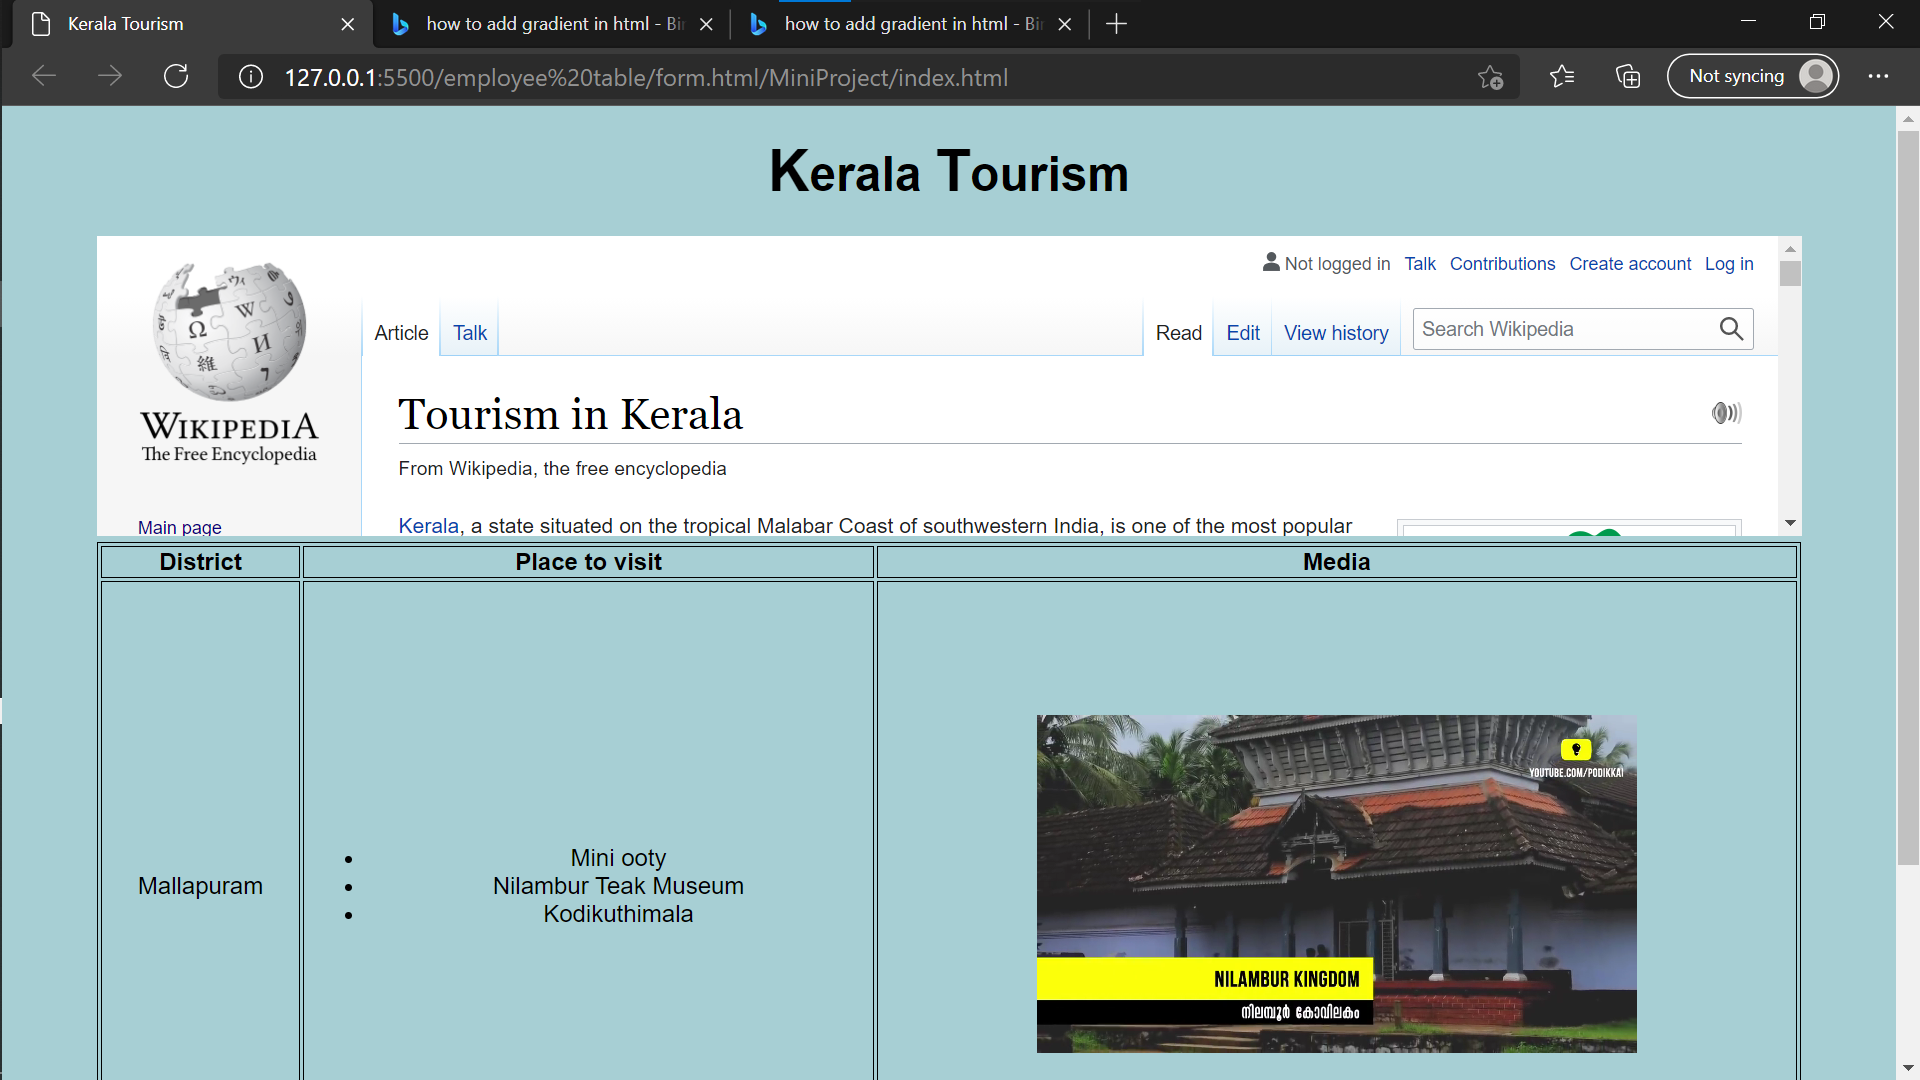 Kerala Tourism
how to add gradient in html - Bi
how to add gradient in html - Bi
127.0.0.1:5500/employee%20table/form.html/MiniProject/index.html
Not syncing
Kerala Tourism
Not logged in Talk Contributions Create account Log in
Article Talk Read Edit View history Search Wikipedia
WIKIPEDIA
The Free Encyclopedia
Tourism in Kerala
From Wikipedia, the free encyclopedia
Main page
Kerala, a state situated on the tropical Malabar Coast of southwestern India, is one of the most popular
District Place to visit Media
Mallapuram
Mini ooty
Nilambur Teak Museum
Kodikuthimala
YOUTUBE.COM/PODIKKAI
NILAMBUR KINGDOM
നിലമ്പൂർ കോവിലകം